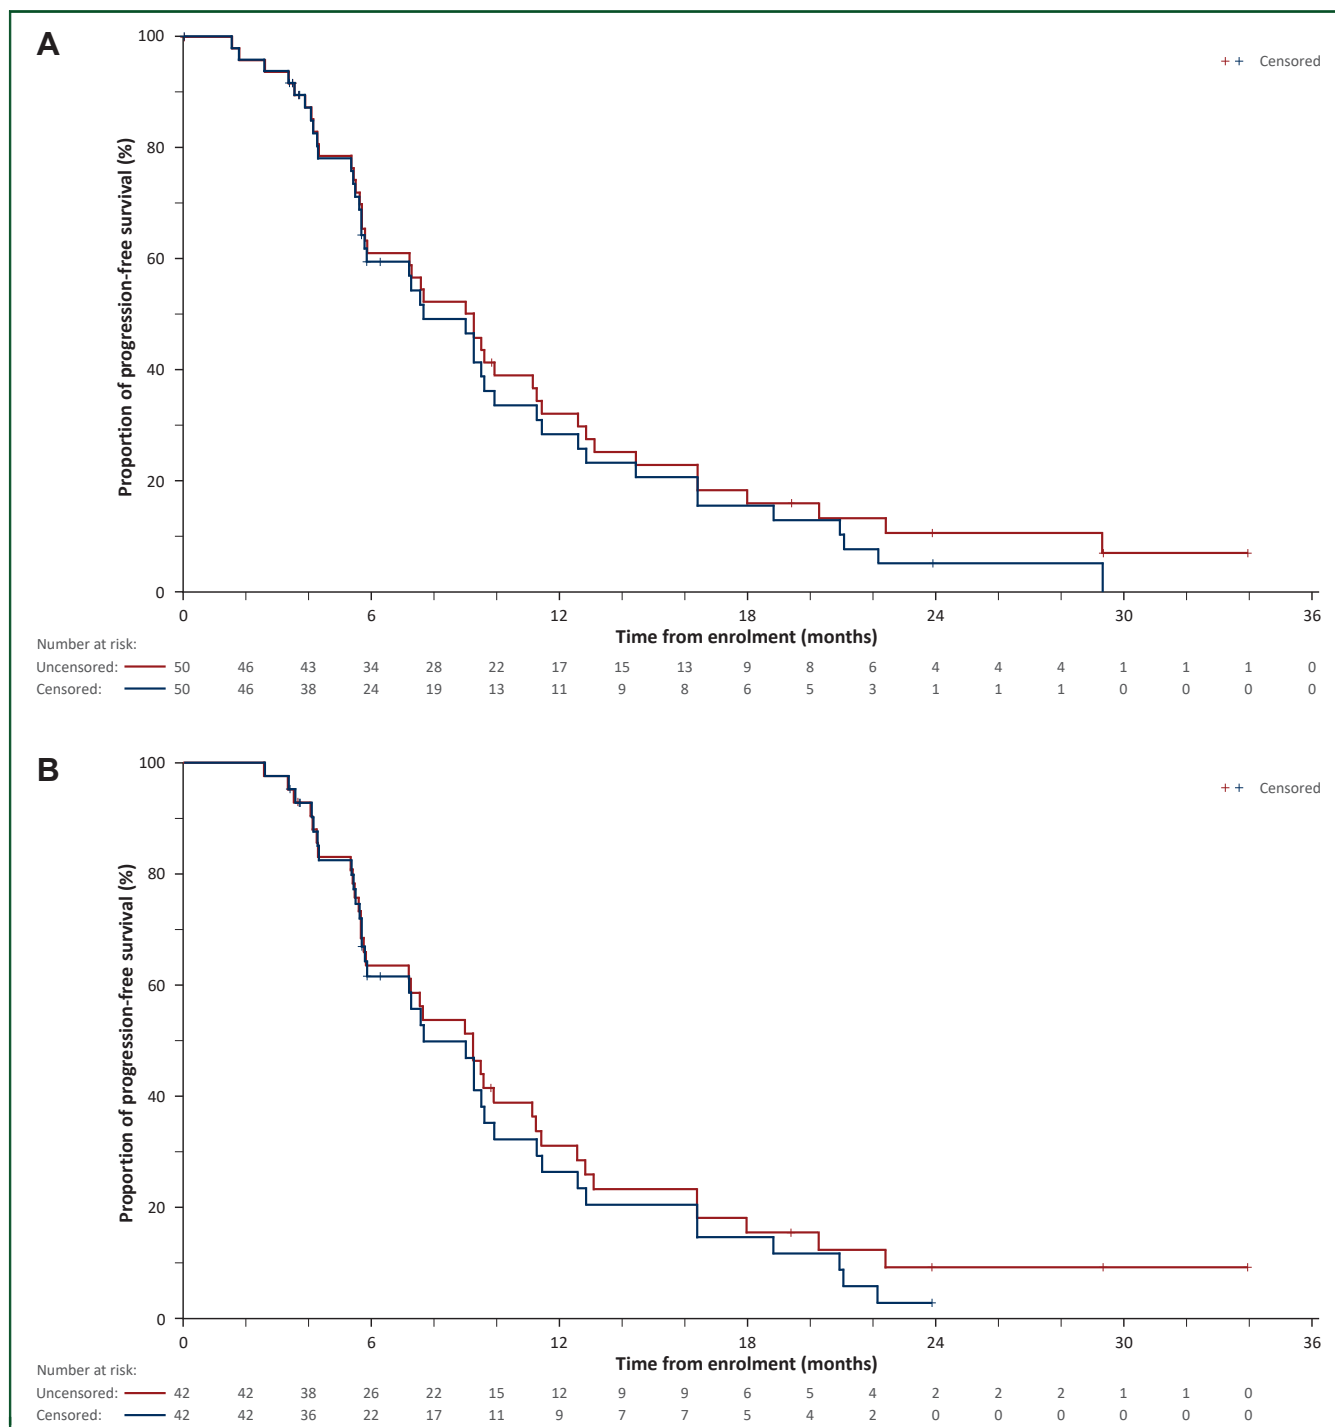 A
100
80
60
40
20
0
Proportion of progression-free survival (%)
++ Censored
0 6 12 18 24 30 36
Time from enrolment (months)
Number at risk:
Uncensored: 50 46 43 34 28 22 17 15 13 9 8 6 4 4 4 1 1 1 0
Censored: 50 46 38 24 19 13 11 9 8 6 5 3 1 1 1 0 0 0 0
B
100
80
60
40
20
0
Proportion of progression-free survival (%)
++ Censored
0 6 12 18 24 30 36
Time from enrolment (months)
Number at risk:
Uncensored: 42 42 38 26 22 15 12 9 9 6 5 4 2 2 2 1 1 0
Censored: 42 42 36 22 17 11 9 7 7 5 4 2 0 0 0 0 0 0